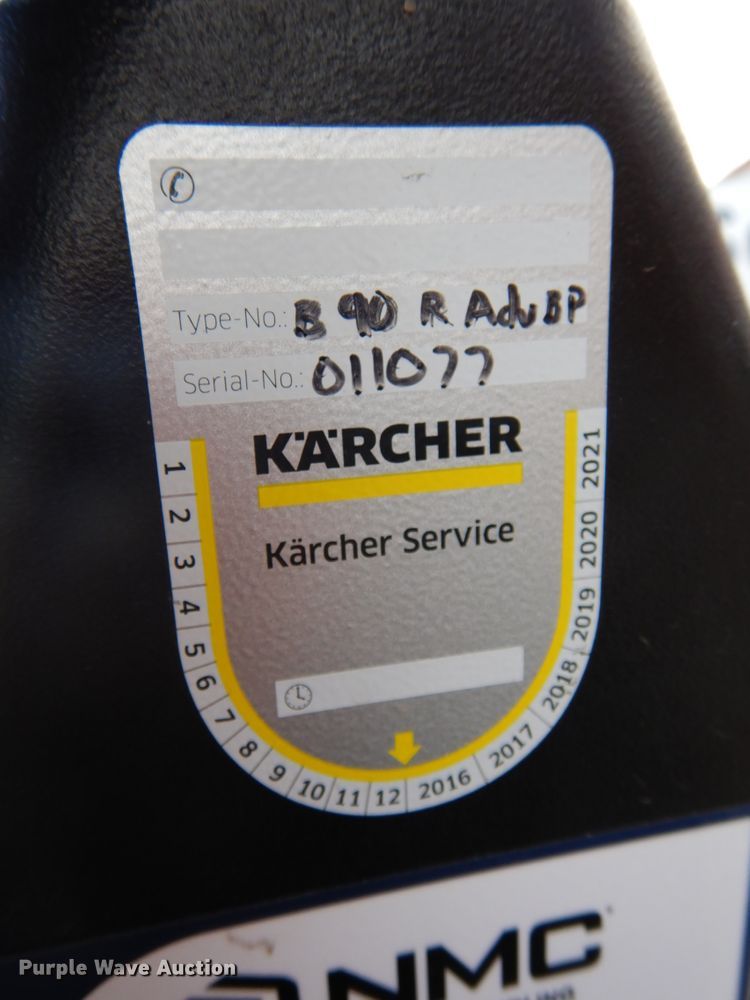 Type-No.: B 90 R Adv BP
Serial-No.: 011077
KÄRCHER
Kärcher Service
1 2 3 4 5 6 7 8 9 10 11 12 2016 2017 2018 2019 2020 2021
NMC
Purple Wave Auction